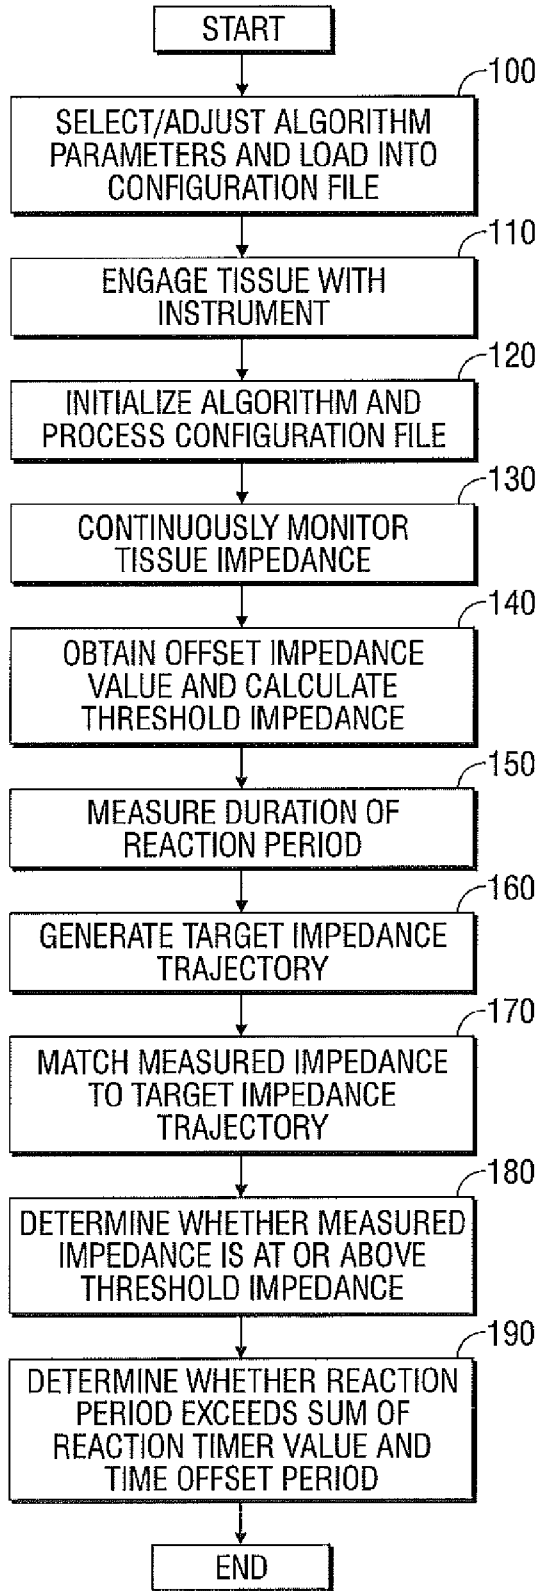 START
100
SELECT/ADJUST ALGORITHM
PARAMETERS AND LOAD INTO
CONFIGURATION FILE
110
ENGAGE TISSUE WITH
INSTRUMENT
120
INITIALIZE ALGORITHM AND
PROCESS CONFIGURATION FILE
130
CONTINUOUSLY MONITOR
TISSUE IMPEDANCE
140
OBTAIN OFFSET IMPEDANCE
VALUE AND CALCULATE
THRESHOLD IMPEDANCE
150
MEASURE DURATION OF
REACTION PERIOD
160
GENERATE TARGET IMPEDANCE
TRAJECTORY
170
MATCH MEASURED IMPEDANCE
TO TARGET IMPEDANCE
TRAJECTORY
180
DETERMINE WHETHER MEASURED
IMPEDANCE IS AT OR ABOVE
THRESHOLD IMPEDANCE
190
DETERMINE WHETHER REACTION
PERIOD EXCEEDS SUM OF
REACTION TIMER VALUE AND
TIME OFFSET PERIOD
END